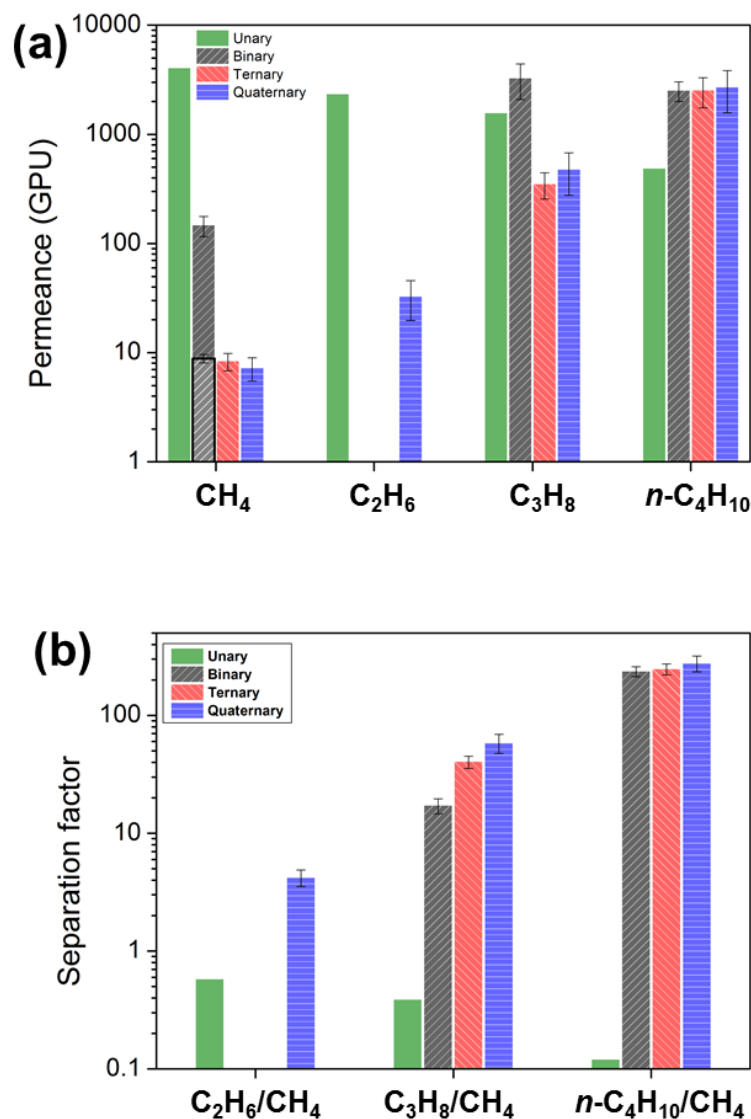 (a)
10000
1000
100
10
1
Permeance (GPU)
Unary
Binary
Ternary
Quaternary
CH₄
C₂H₆
C₃H₈
n-C₄H₁₀
(b)
100
10
1
0.1
Separation factor
Unary
Binary
Ternary
Quaternary
C₂H₆/CH₄
C₃H₈/CH₄
n-C₄H₁₀/CH₄